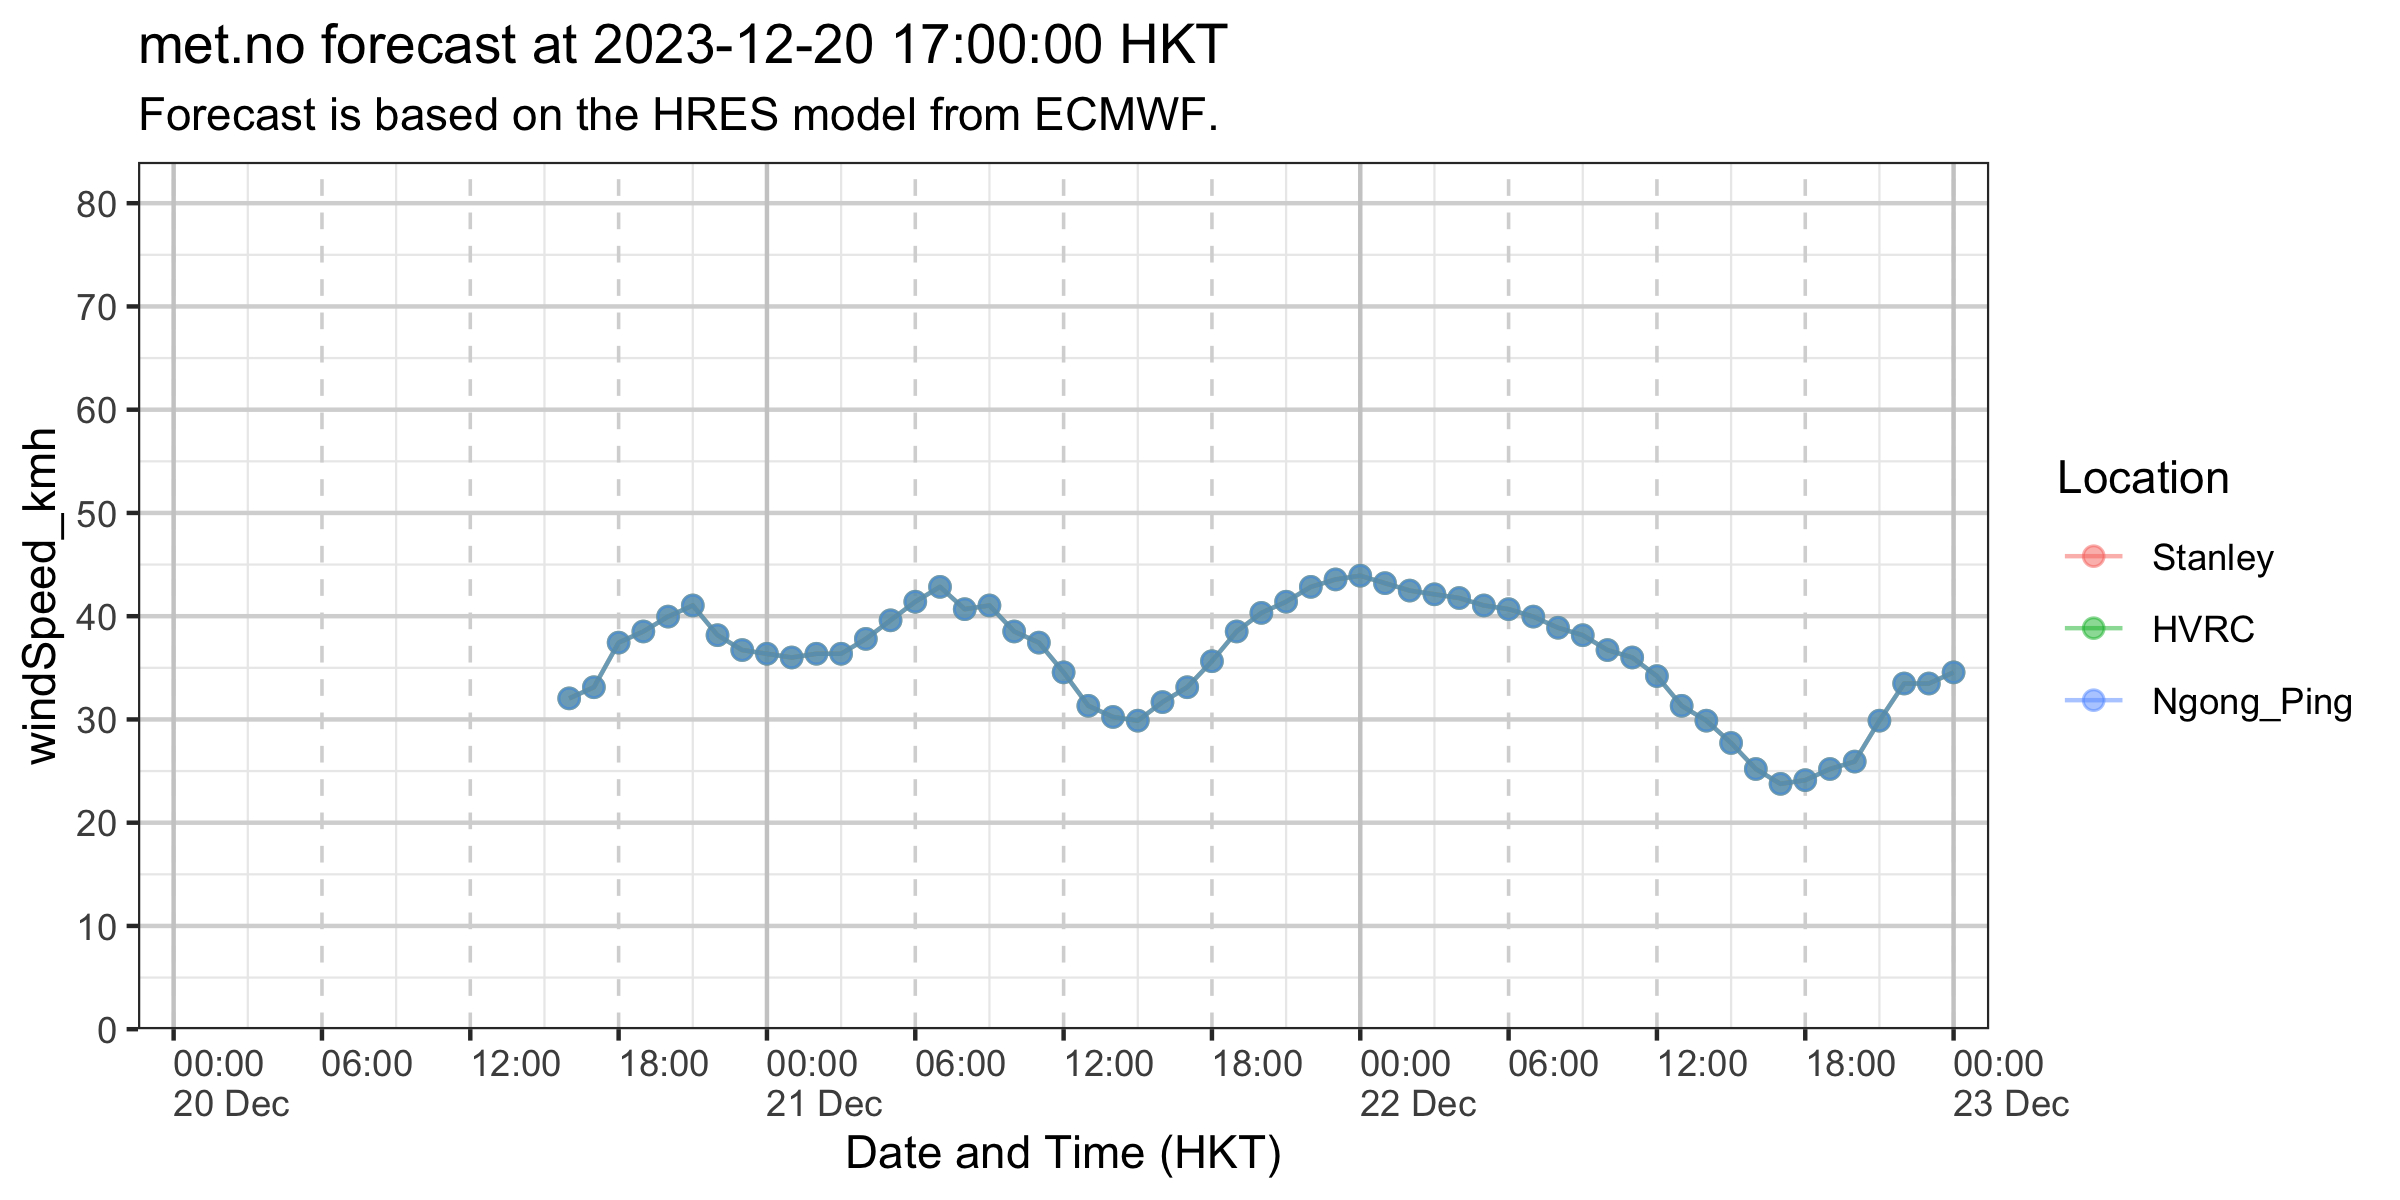 met.no forecast at 2023-12-20 17:00:00 HKT
Forecast is based on the HRES model from ECMWF.
windSpeed_kmh
80
70
60
50
40
30
20
10
0
00:00 06:00 12:00 18:00 00:00 06:00 12:00 18:00 00:00 06:00 12:00 18:00 00:00
20 Dec 21 Dec 22 Dec 23 Dec
Date and Time (HKT)
Location
Stanley
HVRC
Ngong_Ping